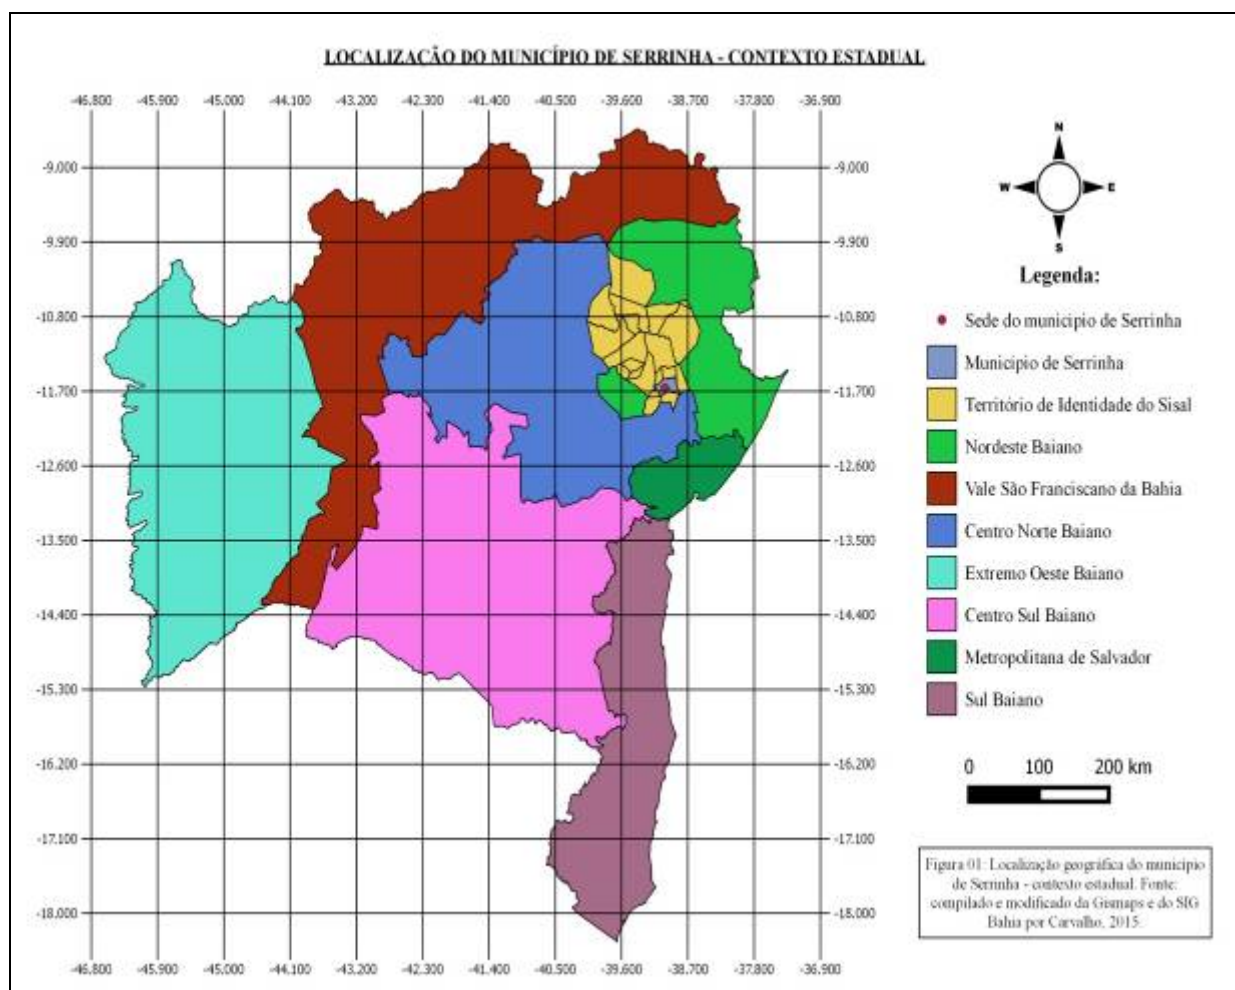 LOCALIZAÇÃO DO MUNICÍPIO DE SERRINHA - CONTEXTO ESTADUAL
-46.800 -45.900 -45.000 -44.100 -43.200 -42.300 -41.400 -40.500 -39.600 -38.700 -37.800 -36.900
-9.000 -9.000
-9.900 -9.900
-10.800 -10.800
-11.700 -11.700
-12.600 -12.600
-13.500 -13.500
-14.400 -14.400
-15.300 -15.300
-16.200 -16.200
-17.100 -17.100
-18.000 -18.000
-46.800 -45.900 -45.000 -44.100 -43.200 -42.300 -41.400 -40.500 -39.600 -38.700 -37.800 -36.900
N
W E
S
Legenda:
Sede do municipio de Serrinha
Municipio de Serrinha
Território de Identidade do Sisal
Nordeste Baiano
Vale São Franciscano da Bahia
Centro Norte Baiano
Extremo Oeste Baiano
Centro Sul Baiano
Metropolitana de Salvador
Sul Baiano
0 100 200 km
Figura 01: Localização geográfica do município
de Serrinha - contexto estadual. Fonte:
compilado e modificado da Gismaps e do SIG
Bahia por Carvalho, 2015.